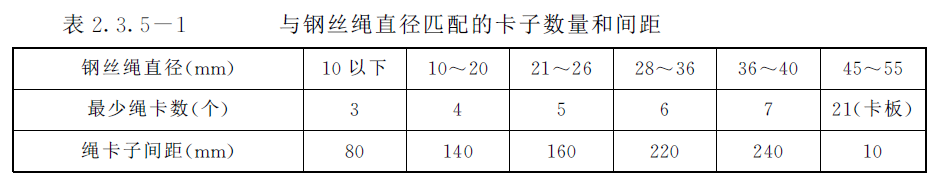 表 2.3.5－1 与钢丝绳直径匹配的卡子数量和间距
钢丝绳直径(mm) 10 以下 10～20 21～26 28～36 36～40 45～55
最少绳卡数(个) 3 4 5 6 7 21(卡板)
绳卡子间距(mm) 80 140 160 220 240 10